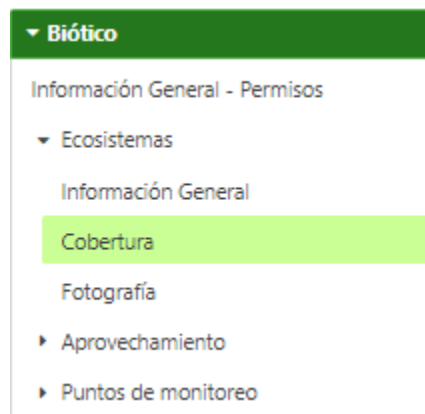 Biótico
Información General - Permisos
Ecosistemas
Información General
Cobertura
Fotografía
Aprovechamiento
Puntos de monitoreo